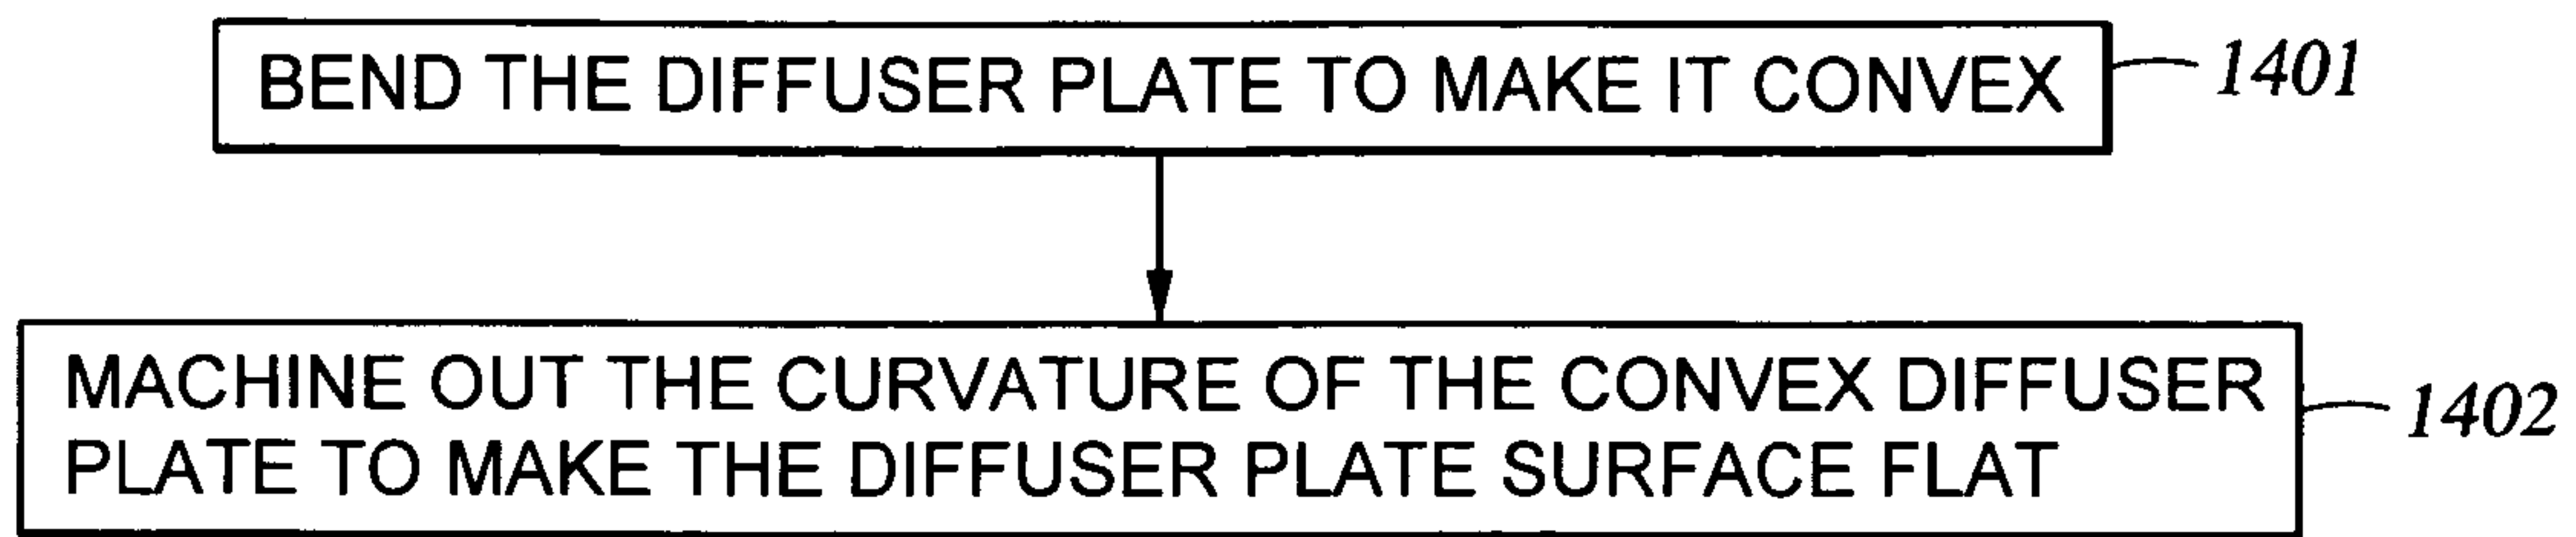 BEND THE DIFFUSER PLATE TO MAKE IT CONVEX
1401
MACHINE OUT THE CURVATURE OF THE CONVEX DIFFUSER
PLATE TO MAKE THE DIFFUSER PLATE SURFACE FLAT
1402